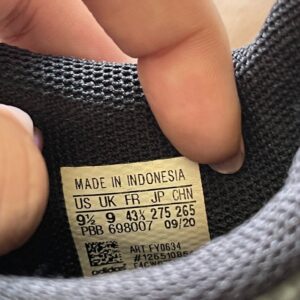 MADE IN INDONESIA
US UK FR JP CHN
9½ 9 43⅓ 275 265
PBB 698007 09/20
ART FY0634
adidas